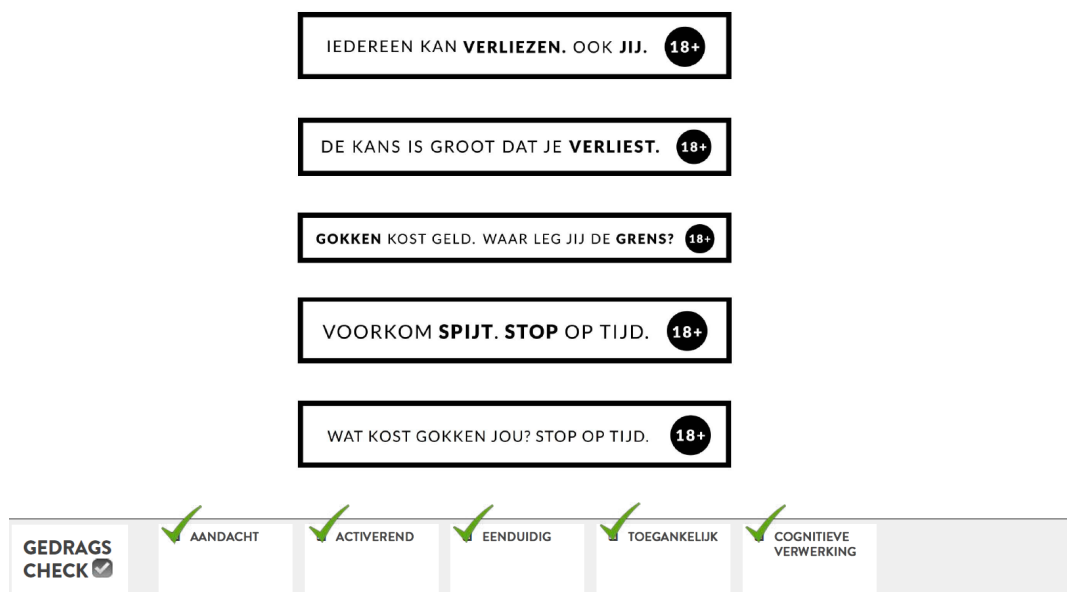 IEDEREEN KAN VERLIEZEN. OOK JIJ. 18+
DE KANS IS GROOT DAT JE VERLIEST. 18+
GOKKEN KOST GELD. WAAR LEG JIJ DE GRENS? 18+
VOORKOM SPIJT. STOP OP TIJD. 18+
WAT KOST GOKKEN JOU? STOP OP TIJD. 18+
GEDRAGS
CHECK
AANDACHT
ACTIVEREND
EENDUIDIG
TOEGANKELIJK
COGNITIEVE
VERWERKING